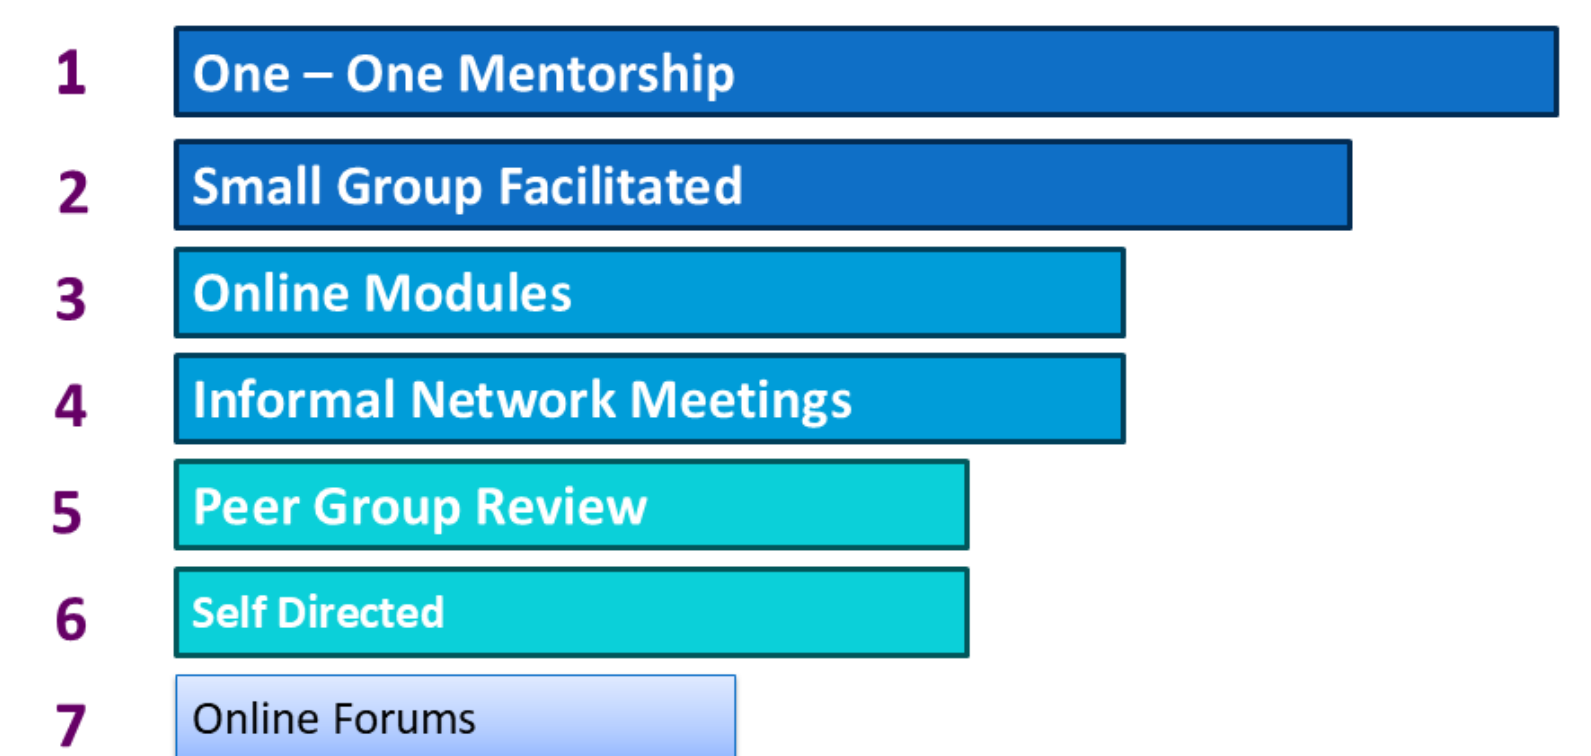 1 One – One Mentorship
2 Small Group Facilitated
3 Online Modules
4 Informal Network Meetings
5 Peer Group Review
6 Self Directed
7 Online Forums